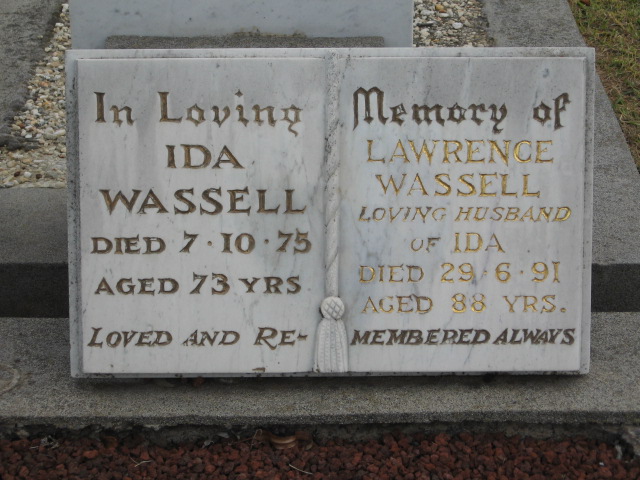 In Loving
IDA
WASSELL
DIED 7·10·75
AGED 73 YRS
LOVED AND RE-
Memory of
LAWRENCE
WASSELL
LOVING HUSBAND
OF IDA
DIED 29·6·91
AGED 88 YRS.
MEMBERED ALWAYS